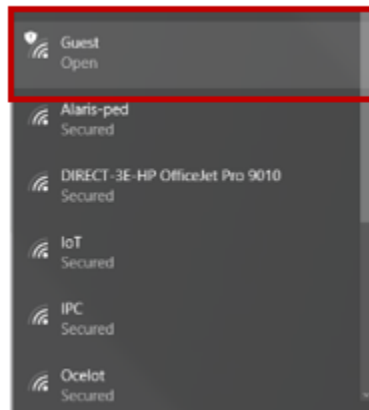 Guest
Open
Alaris-ped
Secured
DIRECT-3E-HP OfficeJet Pro 9010
Secured
IoT
Secured
IPC
Secured
Ocelot
Secured